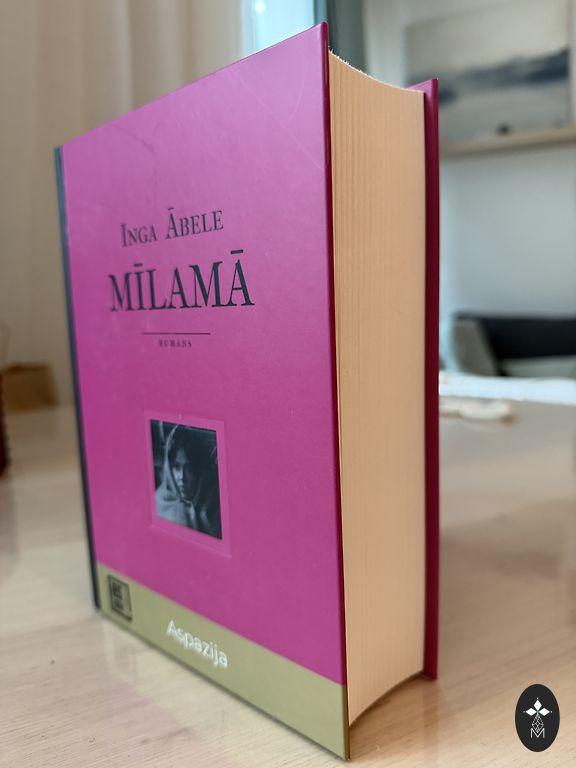 INGA ĀBELE
MĪLAMĀ
ROMĀNS
Aspazija